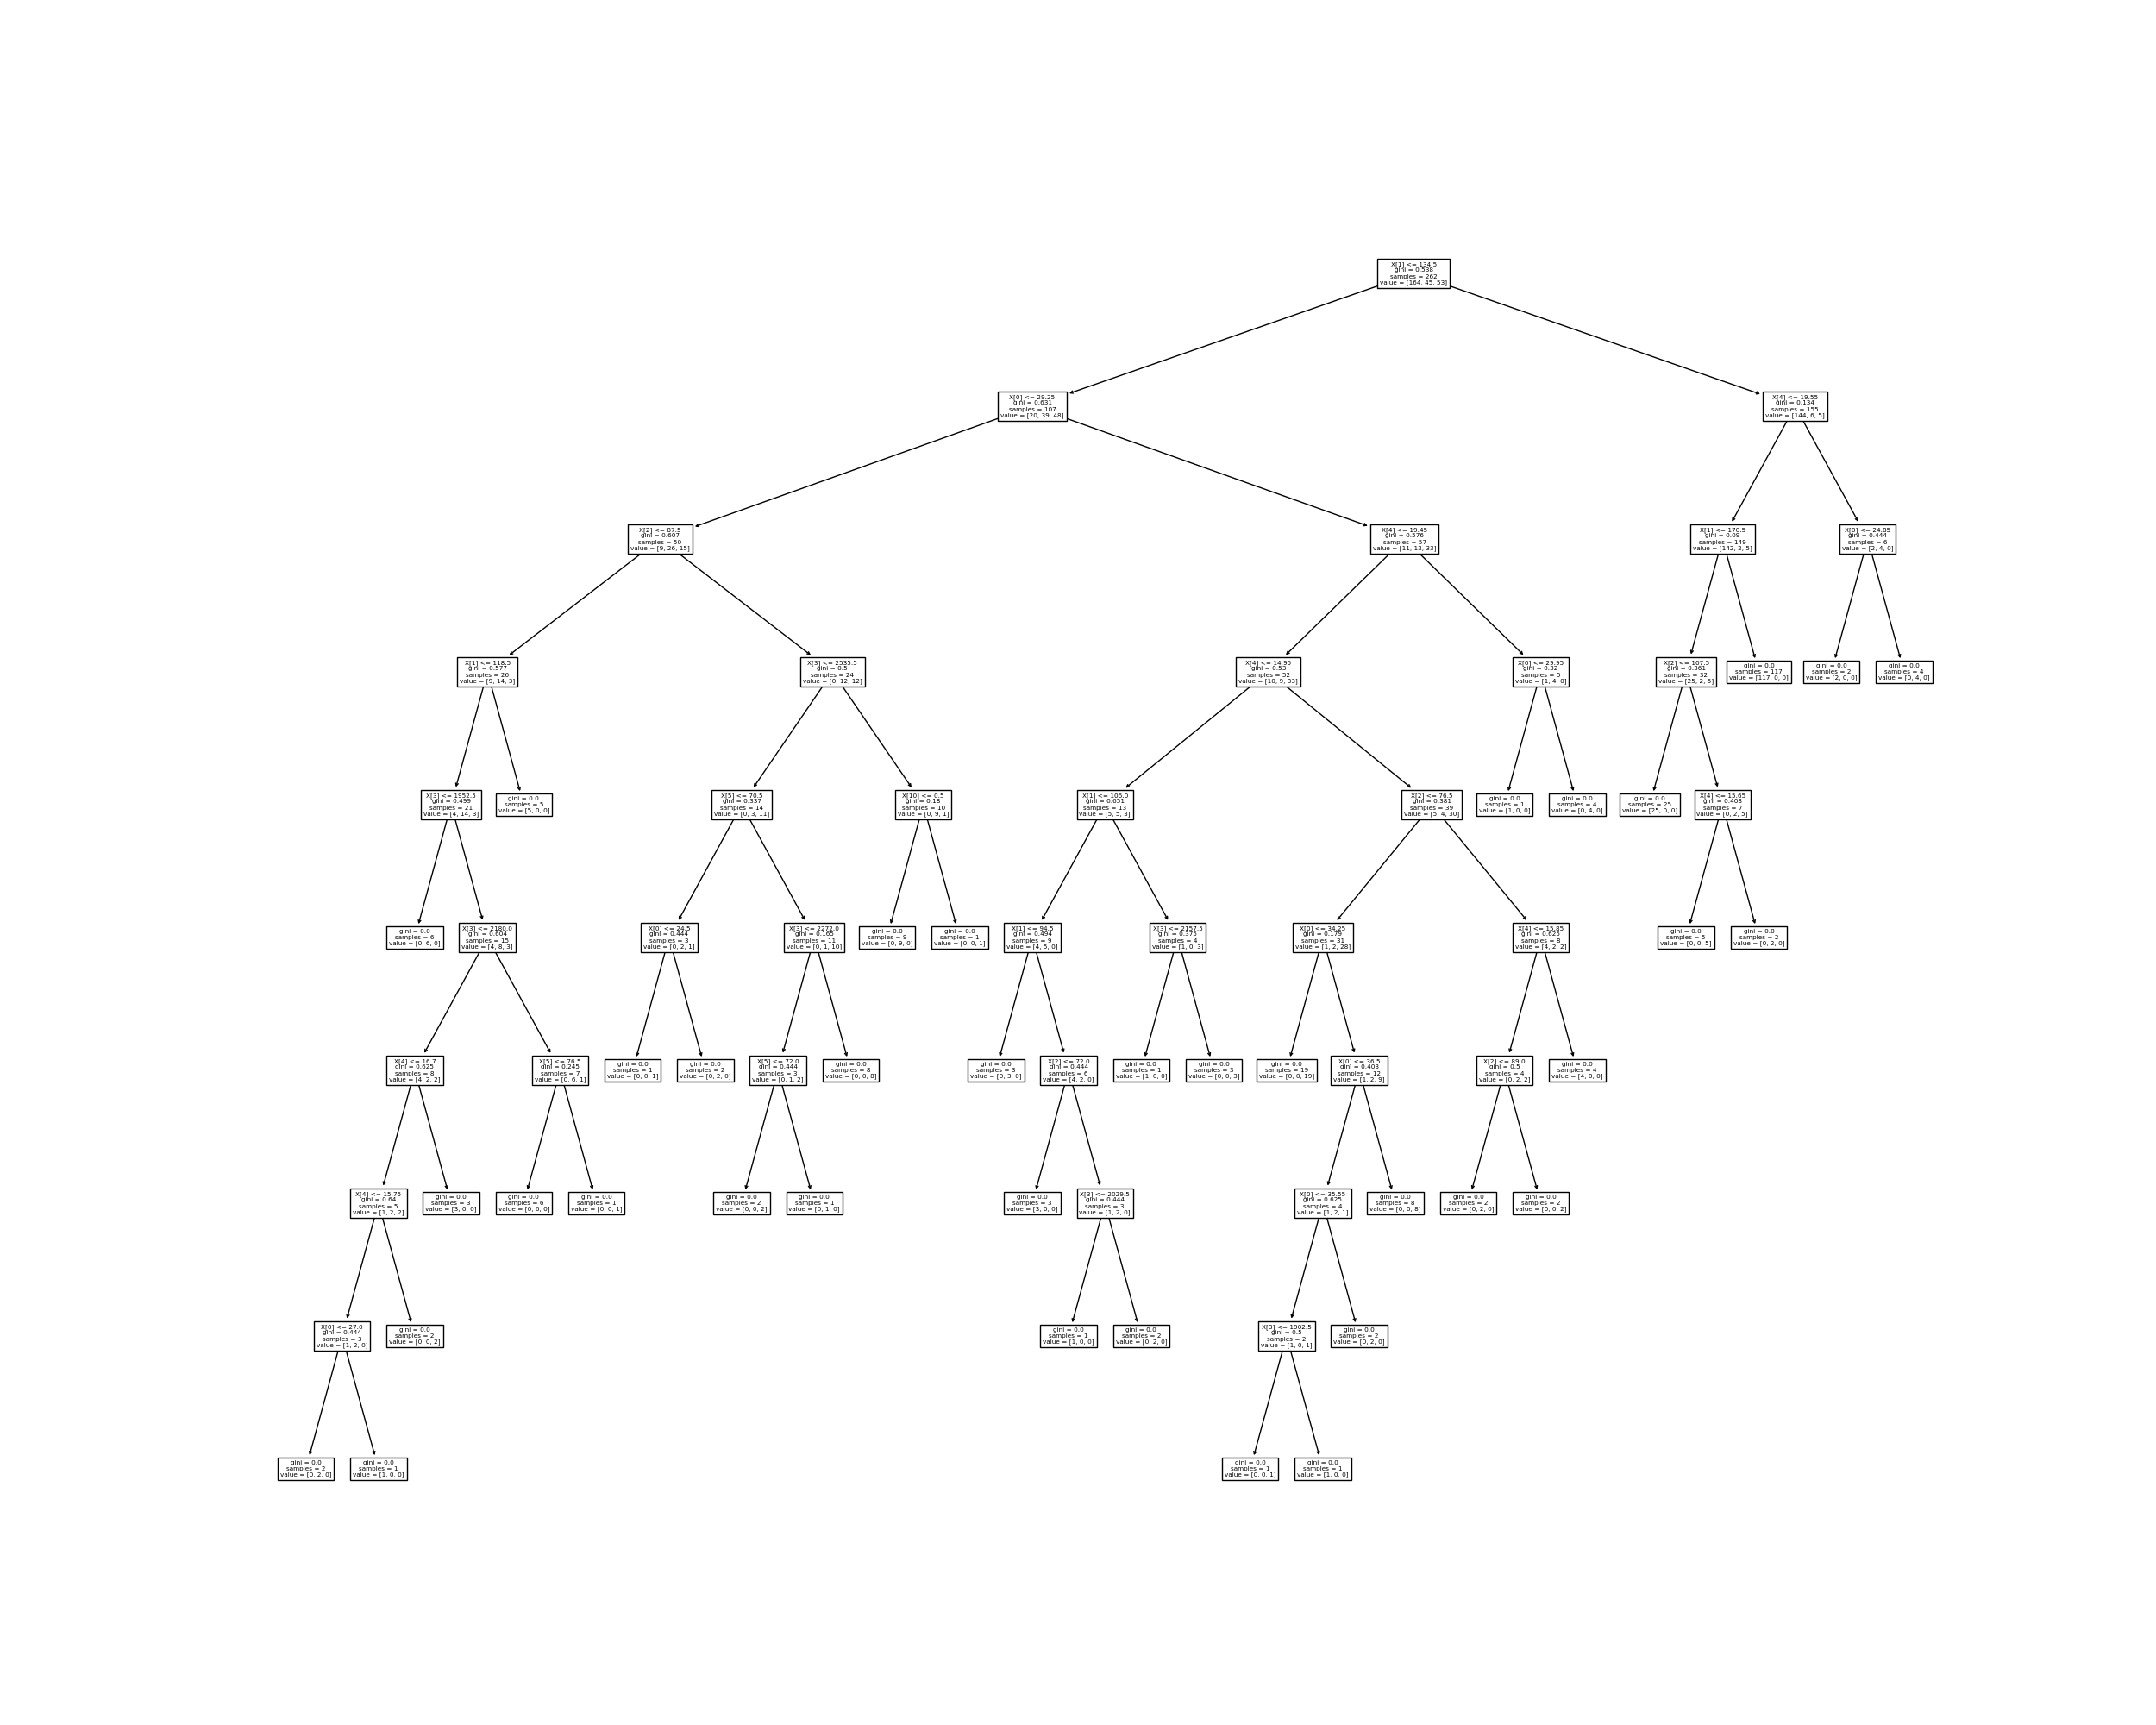 X[1] <= 134.5
gini = 0.538
samples = 262
value = [164, 45, 53]
X[0] <= 29.25
gini = 0.631
samples = 107
value = [20, 39, 48]
X[4] <= 19.55
gini = 0.134
samples = 155
value = [144, 6, 5]
X[2] <= 87.5
gini = 0.607
samples = 50
value = [9, 26, 15]
X[4] <= 19.45
gini = 0.576
samples = 57
value = [11, 13, 33]
X[1] <= 170.5
gini = 0.09
samples = 149
value = [142, 2, 5]
X[0] <= 24.85
gini = 0.444
samples = 6
value = [2, 4, 0]
X[1] <= 118.5
gini = 0.577
samples = 26
value = [9, 14, 3]
X[3] <= 2535.5
gini = 0.5
samples = 24
value = [0, 12, 12]
X[4] <= 14.95
gini = 0.53
samples = 52
value = [10, 9, 33]
X[0] <= 29.95
gini = 0.32
samples = 5
value = [1, 4, 0]
X[2] <= 107.5
gini = 0.361
samples = 32
value = [25, 2, 5]
gini = 0.0
samples = 117
value = [117, 0, 0]
gini = 0.0
samples = 2
value = [2, 0, 0]
gini = 0.0
samples = 4
value = [0, 4, 0]
X[3] <= 1952.5
gini = 0.499
samples = 21
value = [4, 14, 3]
gini = 0.0
samples = 5
value = [5, 0, 0]
X[5] <= 70.5
gini = 0.337
samples = 14
value = [0, 3, 11]
X[10] <= 0.5
gini = 0.18
samples = 10
value = [0, 9, 1]
X[1] <= 106.0
gini = 0.651
samples = 13
value = [5, 5, 3]
X[2] <= 76.5
gini = 0.381
samples = 39
value = [5, 4, 30]
gini = 0.0
samples = 1
value = [1, 0, 0]
gini = 0.0
samples = 4
value = [0, 4, 0]
gini = 0.0
samples = 25
value = [25, 0, 0]
X[4] <= 15.65
gini = 0.408
samples = 7
value = [0, 2, 5]
gini = 0.0
samples = 6
value = [0, 6, 0]
X[3] <= 2180.0
gini = 0.604
samples = 15
value = [4, 8, 3]
X[0] <= 24.5
gini = 0.444
samples = 3
value = [0, 2, 1]
X[3] <= 2272.0
gini = 0.165
samples = 11
value = [0, 1, 10]
gini = 0.0
samples = 9
value = [0, 9, 0]
gini = 0.0
samples = 1
value = [0, 0, 1]
X[1] <= 94.5
gini = 0.494
samples = 9
value = [4, 5, 0]
X[3] <= 2157.5
gini = 0.375
samples = 4
value = [1, 0, 3]
X[0] <= 34.25
gini = 0.179
samples = 31
value = [1, 2, 28]
X[4] <= 15.85
gini = 0.625
samples = 8
value = [4, 2, 2]
gini = 0.0
samples = 5
value = [0, 0, 5]
gini = 0.0
samples = 2
value = [0, 2, 0]
X[4] <= 16.7
gini = 0.625
samples = 8
value = [4, 2, 2]
X[5] <= 76.5
gini = 0.245
samples = 7
value = [0, 6, 1]
gini = 0.0
samples = 1
value = [0, 0, 1]
gini = 0.0
samples = 2
value = [0, 2, 0]
X[5] <= 72.0
gini = 0.444
samples = 3
value = [0, 1, 2]
gini = 0.0
samples = 8
value = [0, 0, 8]
gini = 0.0
samples = 3
value = [0, 3, 0]
X[2] <= 72.0
gini = 0.444
samples = 6
value = [4, 2, 0]
gini = 0.0
samples = 1
value = [1, 0, 0]
gini = 0.0
samples = 3
value = [0, 0, 3]
gini = 0.0
samples = 19
value = [0, 0, 19]
X[0] <= 36.5
gini = 0.403
samples = 12
value = [1, 2, 9]
X[2] <= 89.0
gini = 0.5
samples = 4
value = [0, 2, 2]
gini = 0.0
samples = 4
value = [4, 0, 0]
X[4] <= 15.75
gini = 0.64
samples = 5
value = [1, 2, 2]
gini = 0.0
samples = 3
value = [3, 0, 0]
gini = 0.0
samples = 6
value = [0, 6, 0]
gini = 0.0
samples = 1
value = [0, 0, 1]
gini = 0.0
samples = 2
value = [0, 0, 2]
gini = 0.0
samples = 1
value = [0, 1, 0]
gini = 0.0
samples = 3
value = [3, 0, 0]
X[3] <= 2029.5
gini = 0.444
samples = 3
value = [1, 2, 0]
X[0] <= 35.55
gini = 0.625
samples = 4
value = [1, 2, 1]
gini = 0.0
samples = 8
value = [0, 0, 8]
gini = 0.0
samples = 2
value = [0, 2, 0]
gini = 0.0
samples = 2
value = [0, 0, 2]
X[0] <= 27.0
gini = 0.444
samples = 3
value = [1, 2, 0]
gini = 0.0
samples = 2
value = [0, 0, 2]
gini = 0.0
samples = 1
value = [1, 0, 0]
gini = 0.0
samples = 2
value = [0, 2, 0]
X[3] <= 1902.5
gini = 0.5
samples = 2
value = [1, 0, 1]
gini = 0.0
samples = 2
value = [0, 2, 0]
gini = 0.0
samples = 2
value = [0, 2, 0]
gini = 0.0
samples = 1
value = [1, 0, 0]
gini = 0.0
samples = 1
value = [0, 0, 1]
gini = 0.0
samples = 1
value = [1, 0, 0]